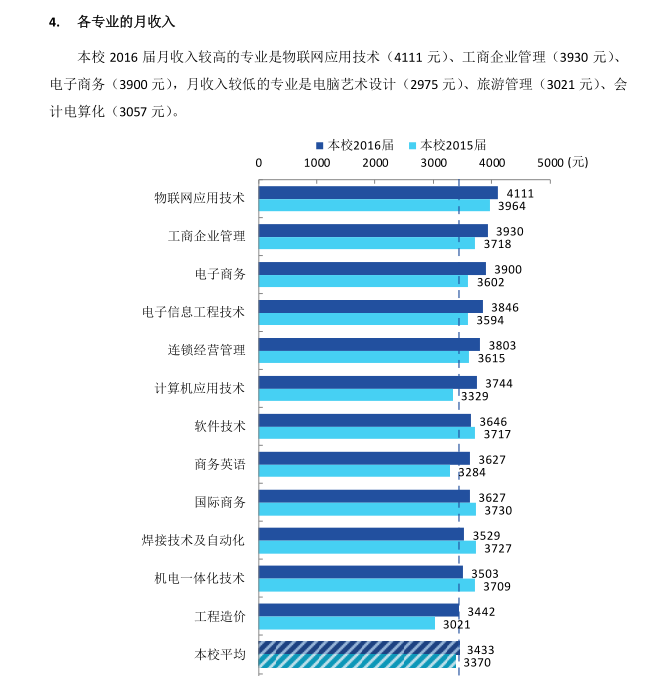 4. 各专业的月收入
本校 2016 届月收入较高的专业是物联网应用技术（4111 元）、工商企业管理（3930 元）、
电子商务（3900 元），月收入较低的专业是电脑艺术设计（2975 元）、旅游管理（3021 元）、会
计电算化（3057 元）。
本校2016届 本校2015届
0 1000 2000 3000 4000 5000 (元)
物联网应用技术 4111
3964
工商企业管理 3930
3718
电子商务 3900
3602
电子信息工程技术 3846
3594
连锁经营管理 3803
3615
计算机应用技术 3744
3329
软件技术 3646
3717
商务英语 3627
3284
国际商务 3627
3730
焊接技术及自动化 3529
3727
机电一体化技术 3503
3709
工程造价 3442
3021
本校平均 3433
3370